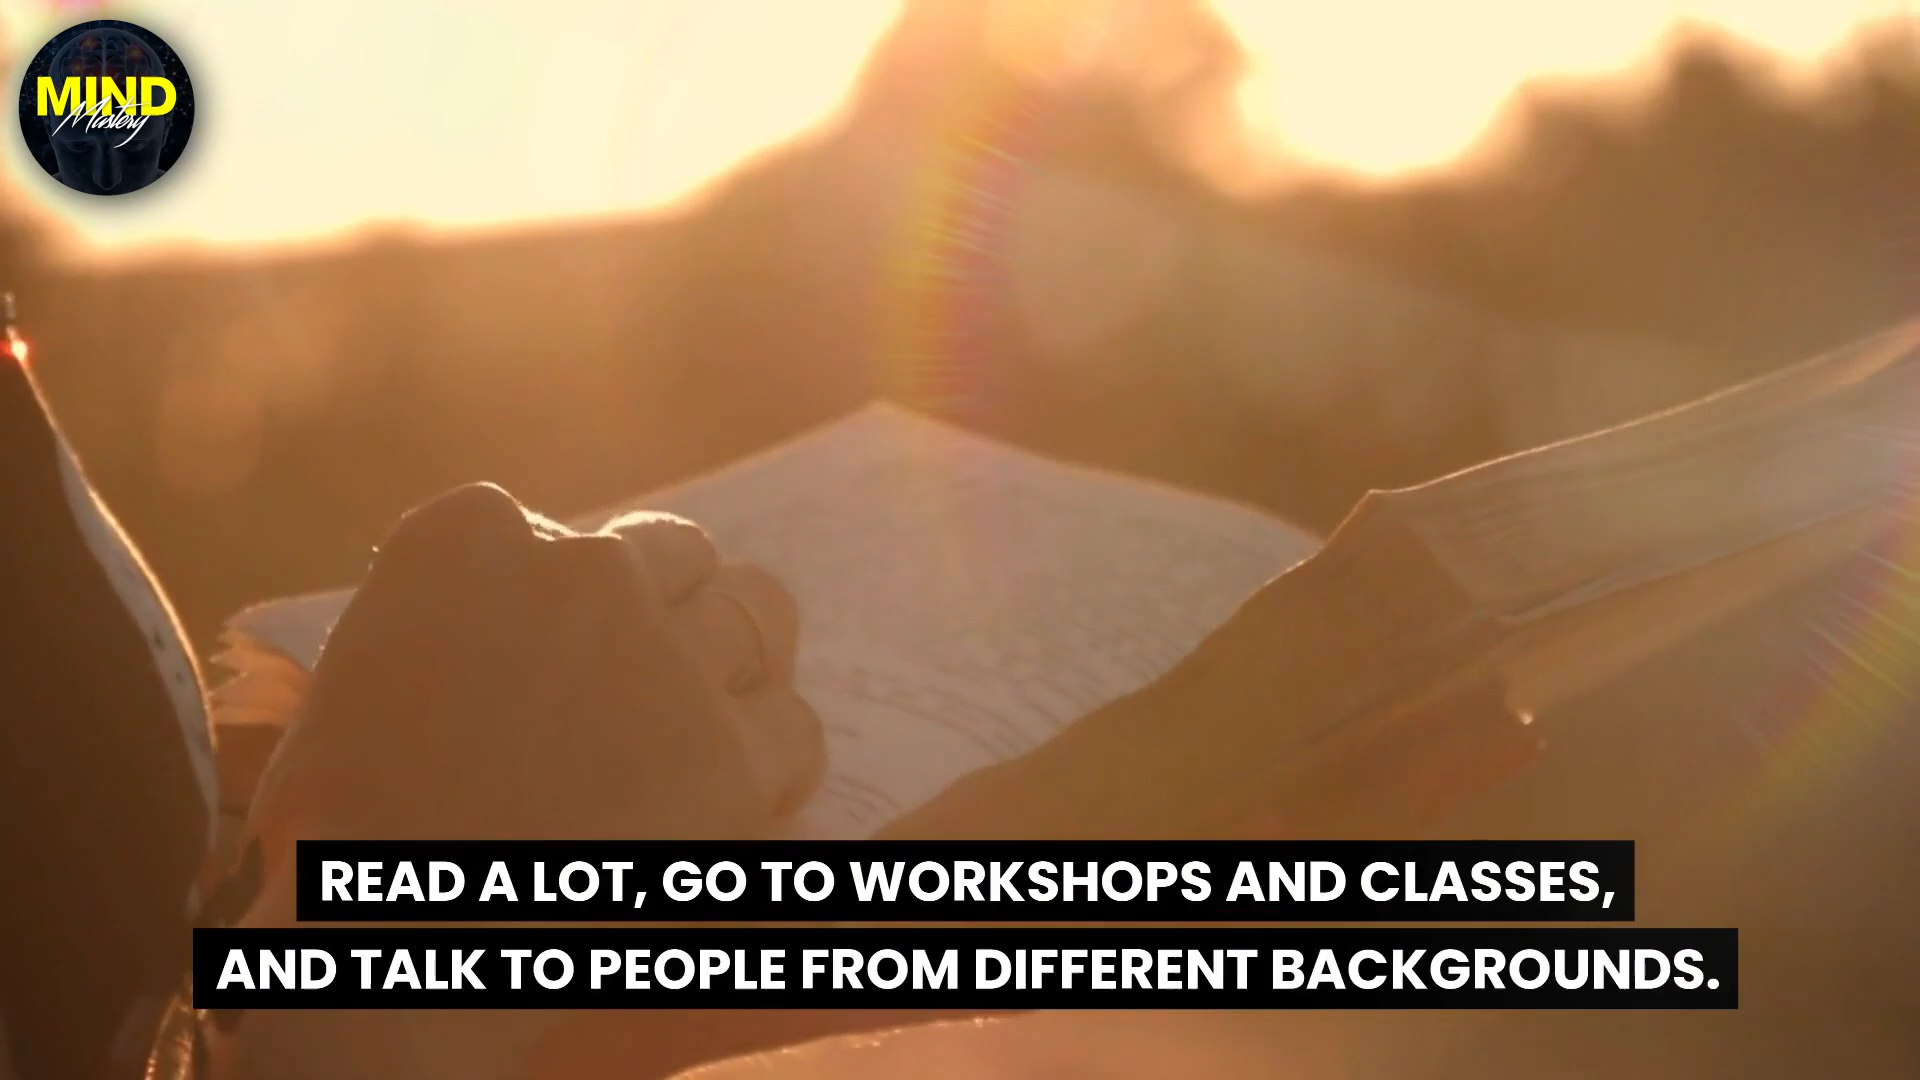 MIND
Mastery
READ A LOT, GO TO WORKSHOPS AND CLASSES,
AND TALK TO PEOPLE FROM DIFFERENT BACKGROUNDS.